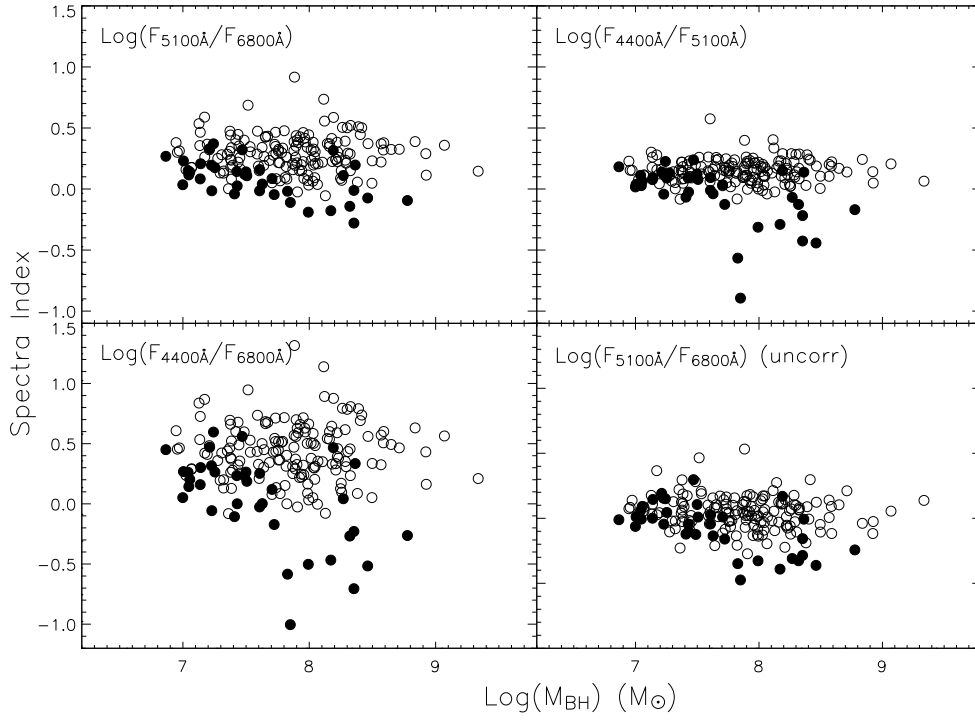 1.5
Log(F5100Å/F6800Å)
Log(F4400Å/F5100Å)
1.0
0.5
0.0
−0.5
−1.0
Spectra Index
1.5
Log(F4400Å/F6800Å)
Log(F5100Å/F6800Å) (uncorr)
1.0
0.5
0.0
−0.5
−1.0
7 8 9 7 8 9
Log(MBH) (M⊙)